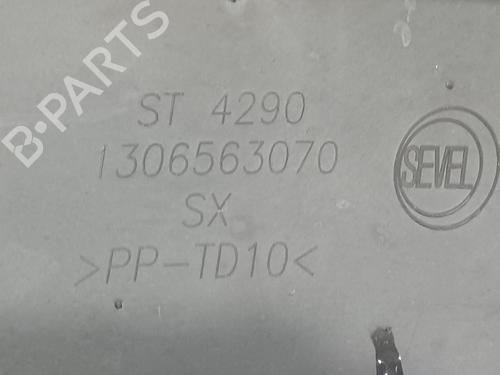 B-PARTS
ST 4290
1306563070
SEVEL
SX
>PP-TD10<